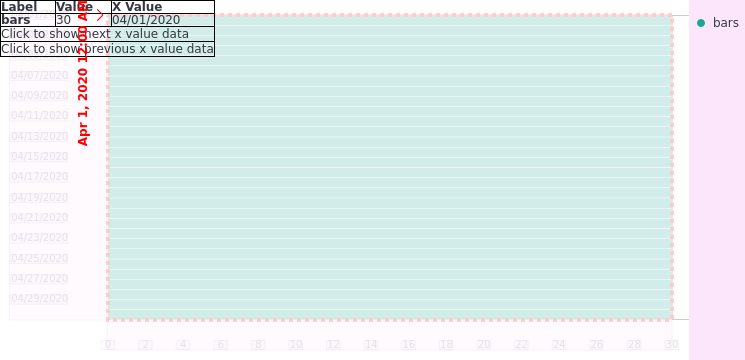 Label Value X Value
bars 30 04/01/2020
Click to show next x value data
Click to show previous x value data
bars
04/07/2020
04/09/2020
04/11/2020
04/13/2020
04/15/2020
04/17/2020
04/19/2020
04/21/2020
04/23/2020
04/25/2020
04/27/2020
04/29/2020
Apr 1, 2020 12:00 AM
0 2 4 6 8 10 12 14 16 18 20 22 24 26 28 30